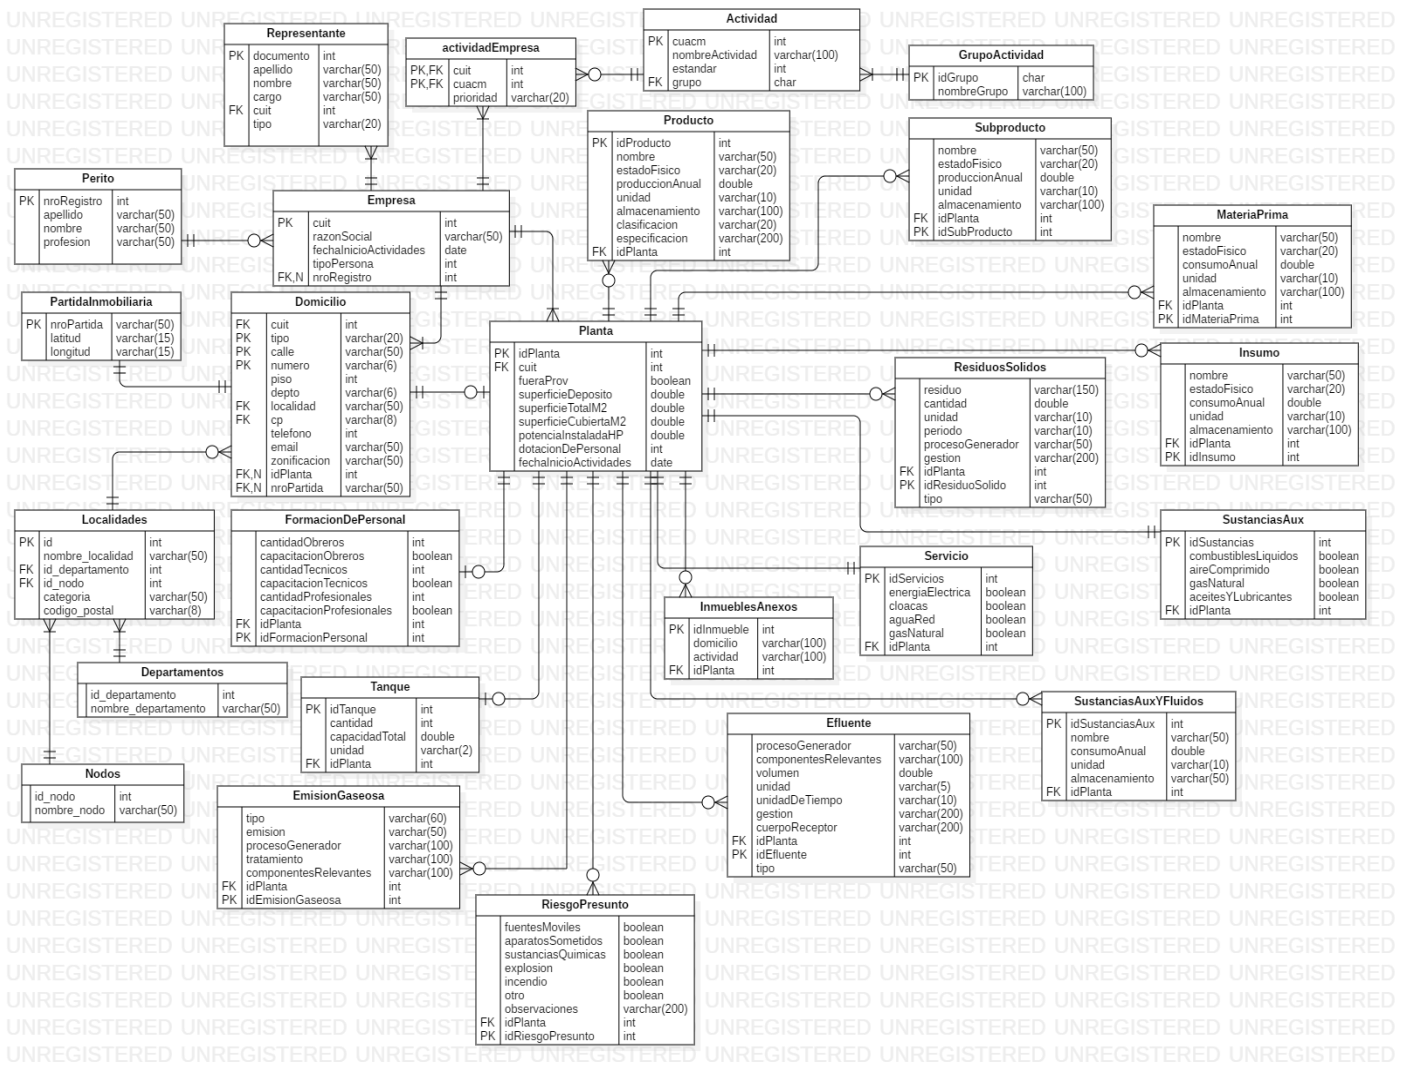 Representante
PK documento int
apellido varchar(50)
nombre varchar(50)
cargo varchar(50)
FK cuit int
tipo varchar(20)
actividadEmpresa
PK,FK cuit int
PK,FK cuacm int
prioridad varchar(20)
Actividad
PK cuacm int
nombreActividad varchar(100)
estandar int
FK grupo char
GrupoActividad
PK idGrupo char
nombreGrupo varchar(100)
Producto
PK idProducto int
nombre varchar(50)
estadoFisico varchar(20)
produccionAnual double
unidad varchar(10)
almacenamiento varchar(100)
clasificacion varchar(20)
especificacion varchar(200)
FK idPlanta int
Subproducto
nombre varchar(50)
estadoFisico varchar(20)
produccionAnual double
unidad varchar(10)
almacenamiento varchar(100)
FK idPlanta int
PK idSubProducto int
Perito
PK nroRegistro int
apellido varchar(50)
nombre varchar(50)
profesion varchar(50)
Empresa
PK cuit int
razonSocial varchar(50)
fechaInicioActividades date
tipoPersona int
FK,N nroRegistro int
MateriaPrima
nombre varchar(50)
estadoFisico varchar(20)
consumoAnual double
unidad varchar(10)
almacenamiento varchar(100)
FK idPlanta int
PK idMateriaPrima int
PartidaInmobiliaria
PK nroPartida varchar(50)
latitud varchar(15)
longitud varchar(15)
Domicilio
FK cuit int
PK tipo varchar(20)
PK calle varchar(50)
PK numero varchar(6)
piso int
depto varchar(6)
FK localidad varchar(50)
FK cp varchar(8)
telefono int
email varchar(50)
zonificacion varchar(50)
FK,N idPlanta int
FK,N nroPartida varchar(50)
Planta
PK idPlanta int
FK cuit int
fueraProv boolean
superficieDeposito double
superficieTotalM2 double
superficieCubiertaM2 double
potenciaInstaladaHP double
dotacionDePersonal int
fechaInicioActividades date
Insumo
nombre varchar(50)
estadoFisico varchar(20)
consumoAnual double
unidad varchar(10)
almacenamiento varchar(100)
FK idPlanta int
PK idInsumo int
ResiduosSolidos
residuo varchar(150)
cantidad double
unidad varchar(10)
periodo varchar(10)
procesoGenerador varchar(50)
gestion varchar(200)
FK idPlanta int
PK idResiduoSolido int
tipo varchar(50)
Localidades
PK id int
nombre_localidad varchar(50)
FK id_departamento int
FK id_nodo int
categoria varchar(50)
codigo_postal varchar(8)
FormacionDePersonal
cantidadObreros int
capacitacionObreros boolean
cantidadTecnicos int
capacitacionTecnicos boolean
cantidadProfesionales int
capacitacionProfesionales boolean
FK idPlanta int
PK idFormacionPersonal int
SustanciasAux
PK idSustancias int
combustiblesLiquidos boolean
aireComprimido boolean
gasNatural boolean
aceitesYLubricantes boolean
FK idPlanta int
Servicio
PK idServicios int
energiaElectrica boolean
cloacas boolean
aguaRed boolean
gasNatural boolean
FK idPlanta int
InmueblesAnexos
PK idInmueble int
domicilio varchar(100)
actividad varchar(100)
FK idPlanta int
Departamentos
id_departamento int
nombre_departamento varchar(50)
Tanque
PK idTanque int
cantidad int
capacidadTotal double
unidad varchar(2)
FK idPlanta int
SustanciasAuxYFluidos
PK idSustanciasAux int
nombre varchar(50)
consumoAnual double
unidad varchar(10)
almacenamiento varchar(50)
FK idPlanta int
Efluente
procesoGenerador varchar(50)
componentesRelevantes varchar(100)
volumen double
unidad varchar(5)
unidadDeTiempo varchar(10)
gestion varchar(200)
cuerpoReceptor varchar(200)
FK idPlanta int
PK idEfluente int
tipo varchar(50)
Nodos
id_nodo int
nombre_nodo varchar(50)
EmisionGaseosa
tipo varchar(60)
emision varchar(50)
procesoGenerador varchar(100)
tratamiento varchar(100)
componentesRelevantes varchar(100)
FK idPlanta int
PK idEmisionGaseosa int
RiesgoPresunto
fuentesMoviles boolean
aparatosSometidos boolean
sustanciasQuimicas boolean
explosion boolean
incendio boolean
otro boolean
observaciones varchar(200)
FK idPlanta int
PK idRiesgoPresunto int
UNREGISTERED